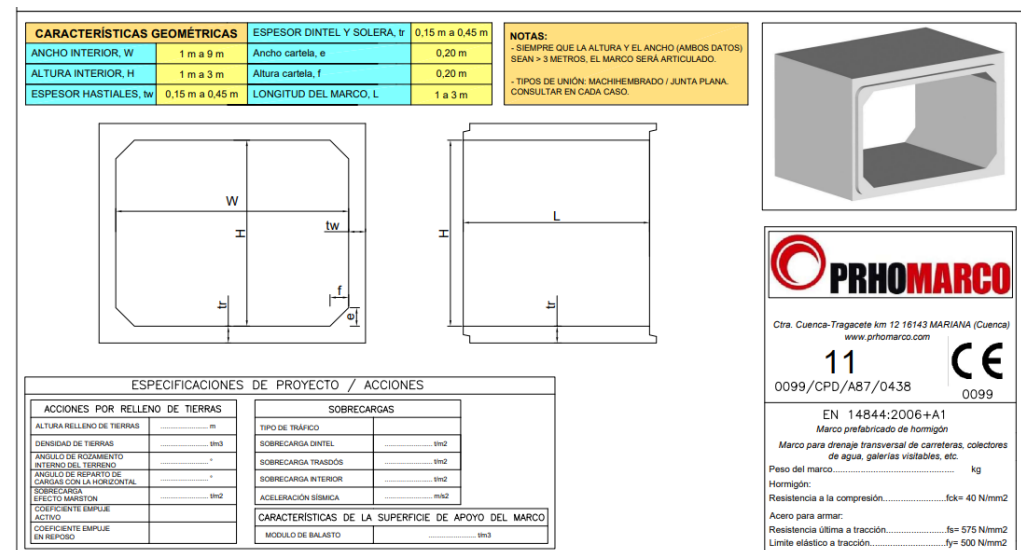 CARACTERÍSTICAS GEOMÉTRICAS
ANCHO INTERIOR, W 1 m a 9 m
ALTURA INTERIOR, H 1 m a 3 m
ESPESOR HASTIALES, tw 0,15 m a 0,45 m
ESPESOR DINTEL Y SOLERA, tr 0,15 m a 0,45 m
Ancho cartela, e 0,20 m
Altura cartela, f 0,20 m
LONGITUD DEL MARCO, L 1 a 3 m
NOTAS:
- SIEMPRE QUE LA ALTURA Y EL ANCHO (AMBOS DATOS)
SEAN > 3 METROS, EL MARCO SERÁ ARTICULADO.
- TIPOS DE UNIÓN: MACHIHEMBRADO / JUNTA PLANA.
CONSULTAR EN CADA CASO.
W
H
tw
f
e
tr
L
H
tr
PRHOMARCO
Ctra. Cuenca-Tragacete km 12 16143 MARIANA (Cuenca)
www.prhomarco.com
11
0099/CPD/A87/0438
CE
0099
EN 14844:2006+A1
Marco prefabricado de hormigón
Marco para drenaje transversal de carreteras, colectores
de agua, galerías visitables, etc.
Peso del marco.................................................. kg
Hormigón:
Resistencia a la compresión..........................fck= 40 N/mm2
Acero para armar:
Resistencia última a tracción.........................fs= 575 N/mm2
Limite elástico a tracción...............................fy= 500 N/mm2
ESPECIFICACIONES DE PROYECTO / ACCIONES
ACCIONES POR RELLENO DE TIERRAS
ALTURA RELLENO DE TIERRAS ........................ m
DENSIDAD DE TIERRAS ........................ t/m3
ANGULO DE ROZAMIENTO
INTERNO DEL TERRENO ........................ °
ANGULO DE REPARTO DE
CARGAS CON LA HORIZONTAL ........................ °
SOBRECARGA
EFECTO MARSTON ........................ t/m2
COEFICIENTE EMPUJE
ACTIVO
COEFICIENTE EMPUJE
EN REPOSO
SOBRECARGAS
TIPO DE TRÁFICO
SOBRECARGA DINTEL ........................ t/m2
SOBRECARGA TRASDÓS ........................ t/m2
SOBRECARGA INTERIOR ........................ t/m2
ACELERACIÓN SÍSMICA ........................ m/s2
CARACTERÍSTICAS DE LA SUPERFICIE DE APOYO DEL MARCO
MODULO DE BALASTO ........................ t/m3